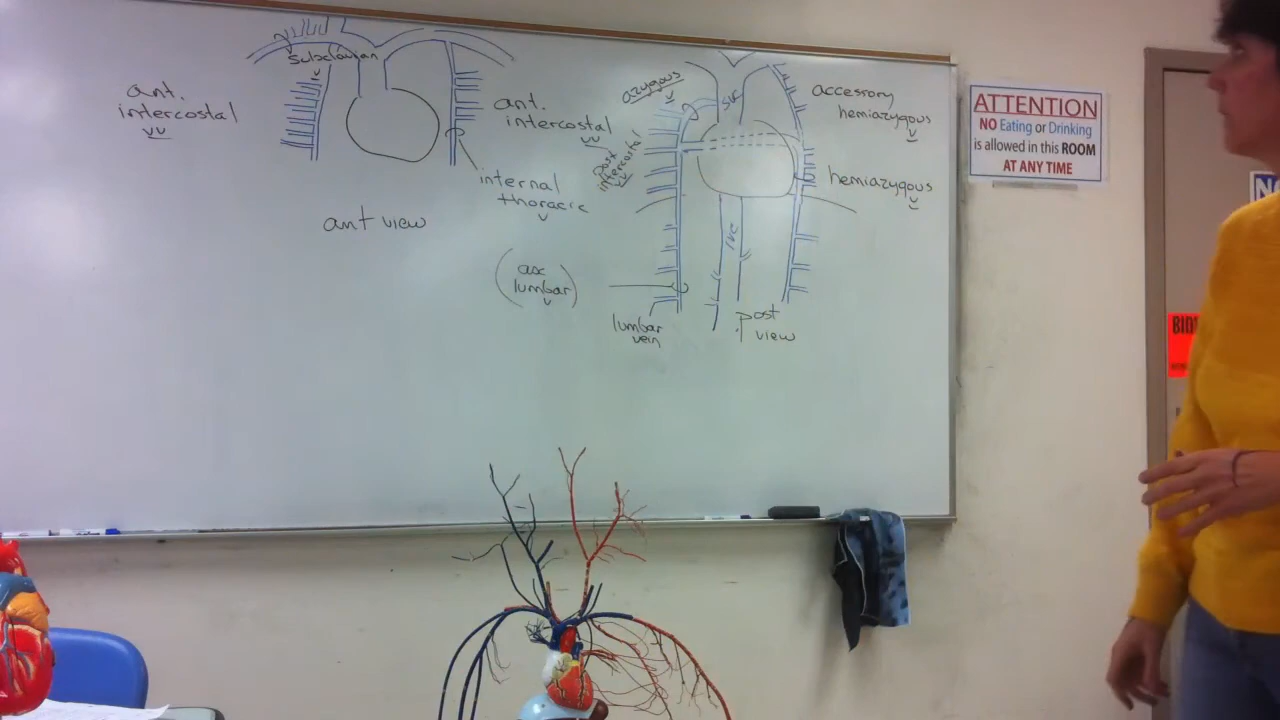 subclavian
v
ant.
intercostal
vv
ant.
intercostal
vv
internal
thoracic
v
ant view
azygous
v
SVC
post
intercostal
vv
accessory
hemiazygous
v
hemiazygous
v
IVC
(asc
lumbar)
v
lumbar
vein
post
view
ATTENTION
NO Eating or Drinking
is allowed in this ROOM
AT ANY TIME